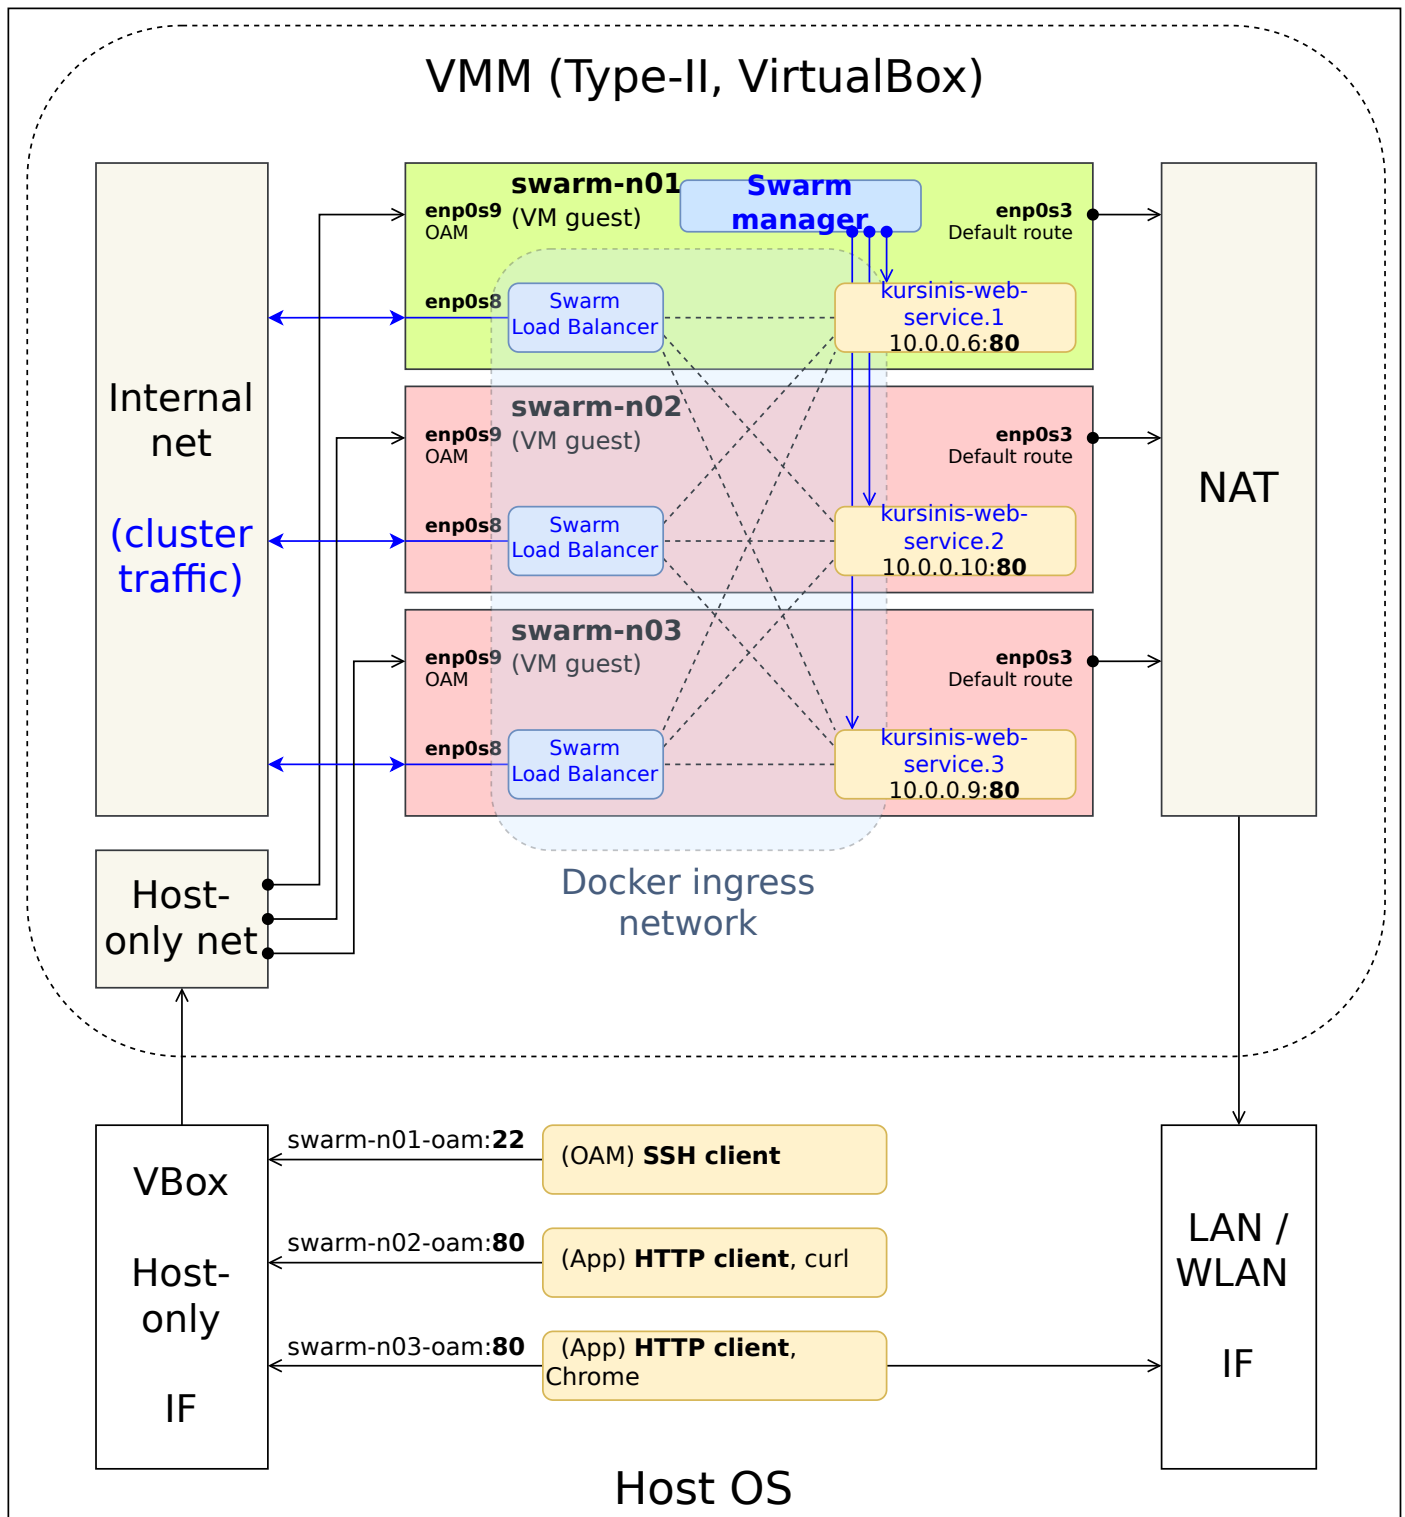 VMM (Type-II, VirtualBox)
Internal
net
(cluster
traffic)
swarm-n01
(VM guest)
Swarm
manager
enp0s9
OAM
enp0s3
Default route
enp0s8
Swarm
Load Balancer
kursinis-web-
service.1
10.0.0.6:80
swarm-n02
(VM guest)
enp0s9
OAM
enp0s3
Default route
enp0s8
Swarm
Load Balancer
kursinis-web-
service.2
10.0.0.10:80
swarm-n03
(VM guest)
enp0s9
OAM
enp0s3
Default route
enp0s8
Swarm
Load Balancer
kursinis-web-
service.3
10.0.0.9:80
NAT
Host-
only net
Docker ingress
network
VBox
Host-
only
IF
swarm-n01-oam:22
(OAM) SSH client
swarm-n02-oam:80
(App) HTTP client, curl
swarm-n03-oam:80
(App) HTTP client,
Chrome
LAN /
WLAN
IF
Host OS